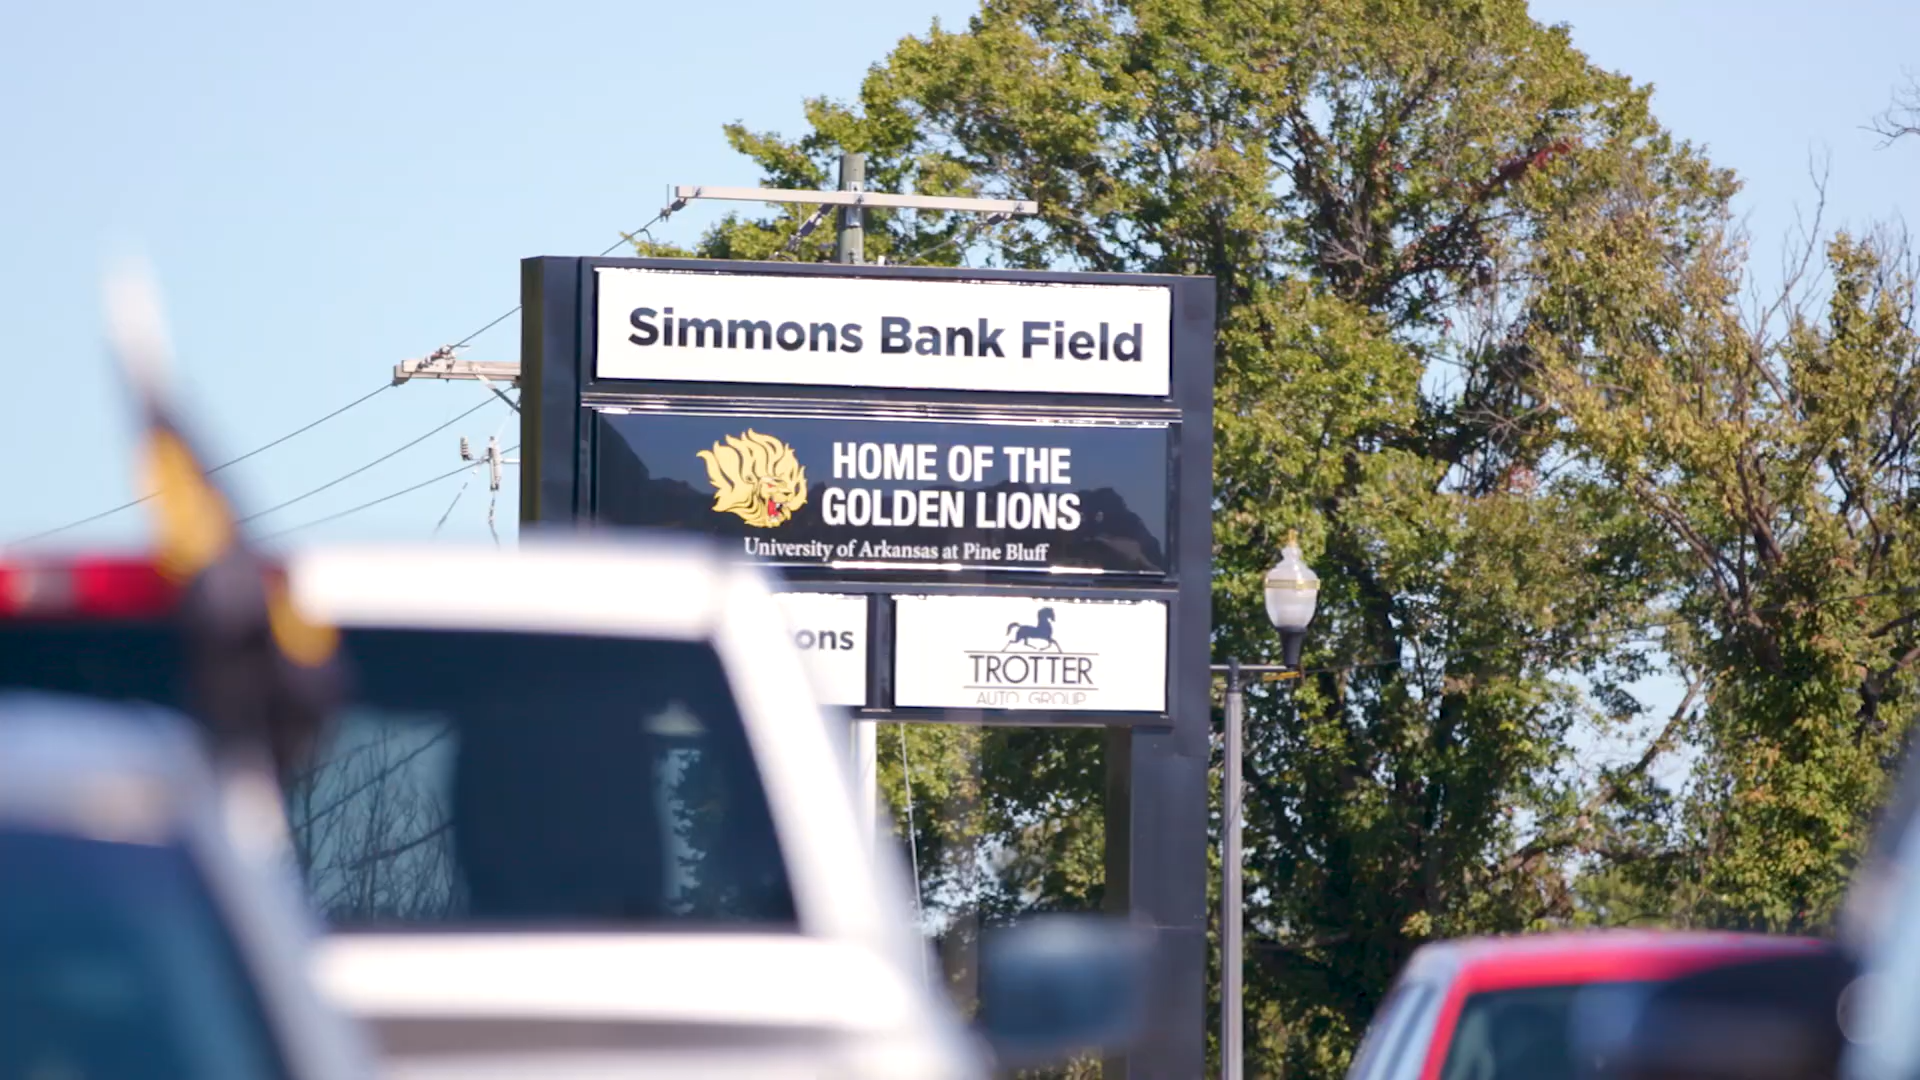 Simmons Bank Field
HOME OF THE
GOLDEN LIONS
University of Arkansas at Pine Bluff
ons
TROTTER
AUTO GROUP